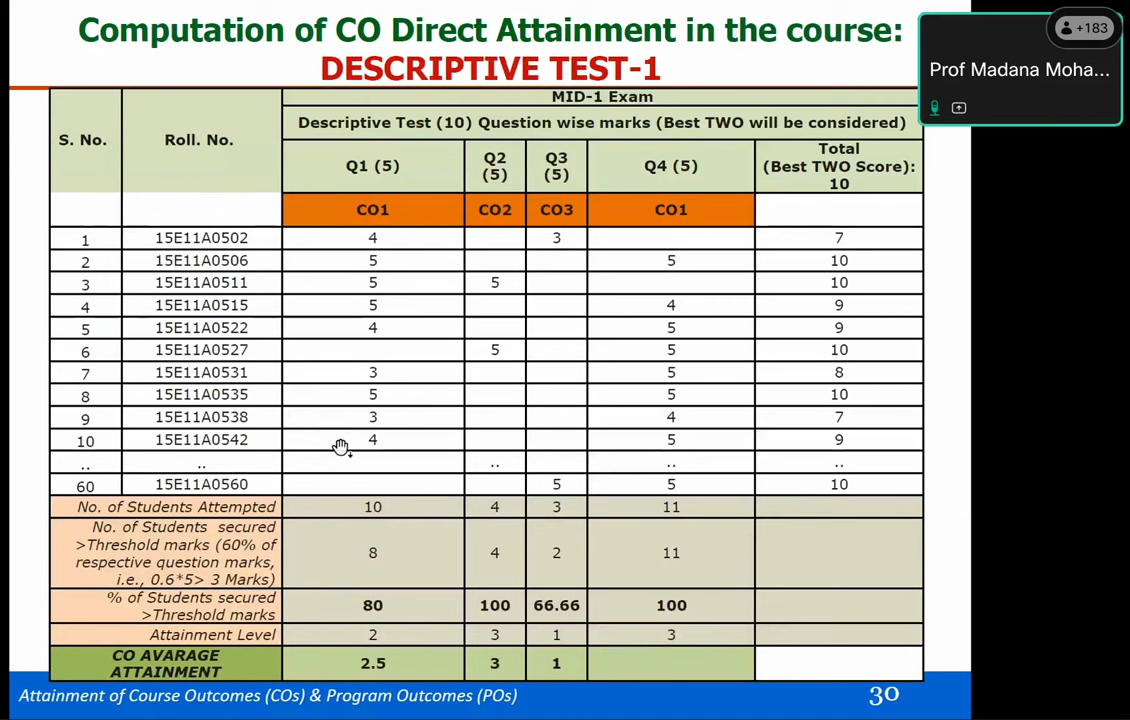 Computation of CO Direct Attainment in the course:
DESCRIPTIVE TEST-1
+183
Prof Madana Moha...
S. No.
Roll. No.
MID-1 Exam
Descriptive Test (10) Question wise marks (Best TWO will be considered)
Q1 (5)
Q2 (5)
Q3 (5)
Q4 (5)
Total
(Best TWO Score):
10
CO1 CO2 CO3 CO1
1 15E11A0502 4 3 7
2 15E11A0506 5 5 10
3 15E11A0511 5 5 10
4 15E11A0515 5 4 9
5 15E11A0522 4 5 9
6 15E11A0527 5 5 10
7 15E11A0531 3 5 8
8 15E11A0535 5 5 10
9 15E11A0538 3 4 7
10 15E11A0542 4 5 9
.. .. .. .. ..
60 15E11A0560 5 5 10
No. of Students Attempted 10 4 3 11
No. of Students secured
>Threshold marks (60% of
respective question marks,
i.e., 0.6*5> 3 Marks)
8 4 2 11
% of Students secured
>Threshold marks
80 100 66.66 100
Attainment Level 2 3 1 3
CO AVARAGE
ATTAINMENT
2.5 3 1
Attainment of Course Outcomes (COs) & Program Outcomes (POs)
30